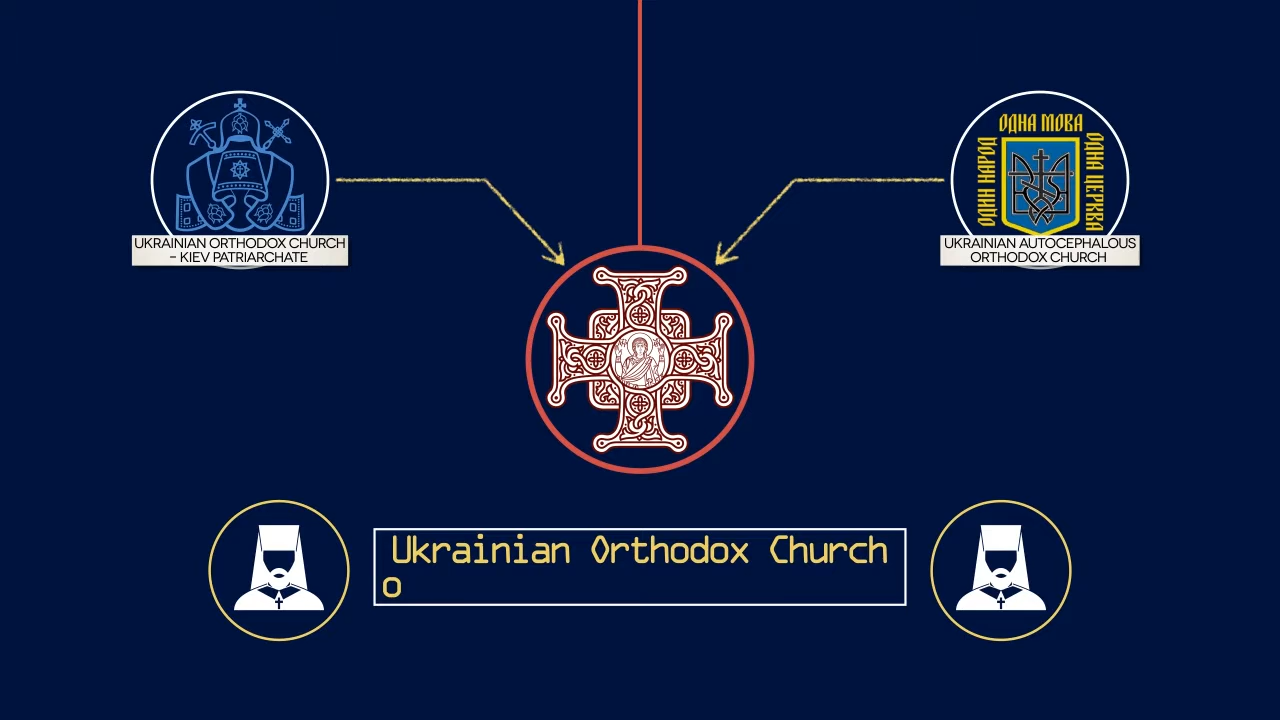 ОДНА МОВА
ОДИН НАРОД
ОДНА ЦЕРКВА
UKRAINIAN ORTHODOX CHURCH
– KIEV PATRIARCHATE
UKRAINIAN AUTOCEPHALOUS
ORTHODOX CHURCH
Ukrainian Orthodox Church
o